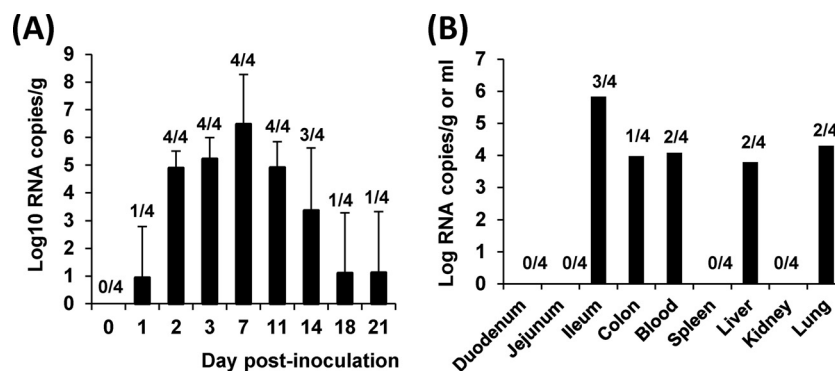 (A)
Log10 RNA copies/g
9
8
7
6
5
4
3
2
1
0
0/4
1/4
4/4
4/4
4/4
4/4
3/4
1/4
1/4
0 1 2 3 7 11 14 18 21
Day post-inoculation
(B)
Log RNA copies/g or ml
7
6
5
4
3
2
1
0
0/4
0/4
3/4
1/4
2/4
0/4
2/4
0/4
2/4
Duodenum
Jejunum
Ileum
Colon
Blood
Spleen
Liver
Kidney
Lung